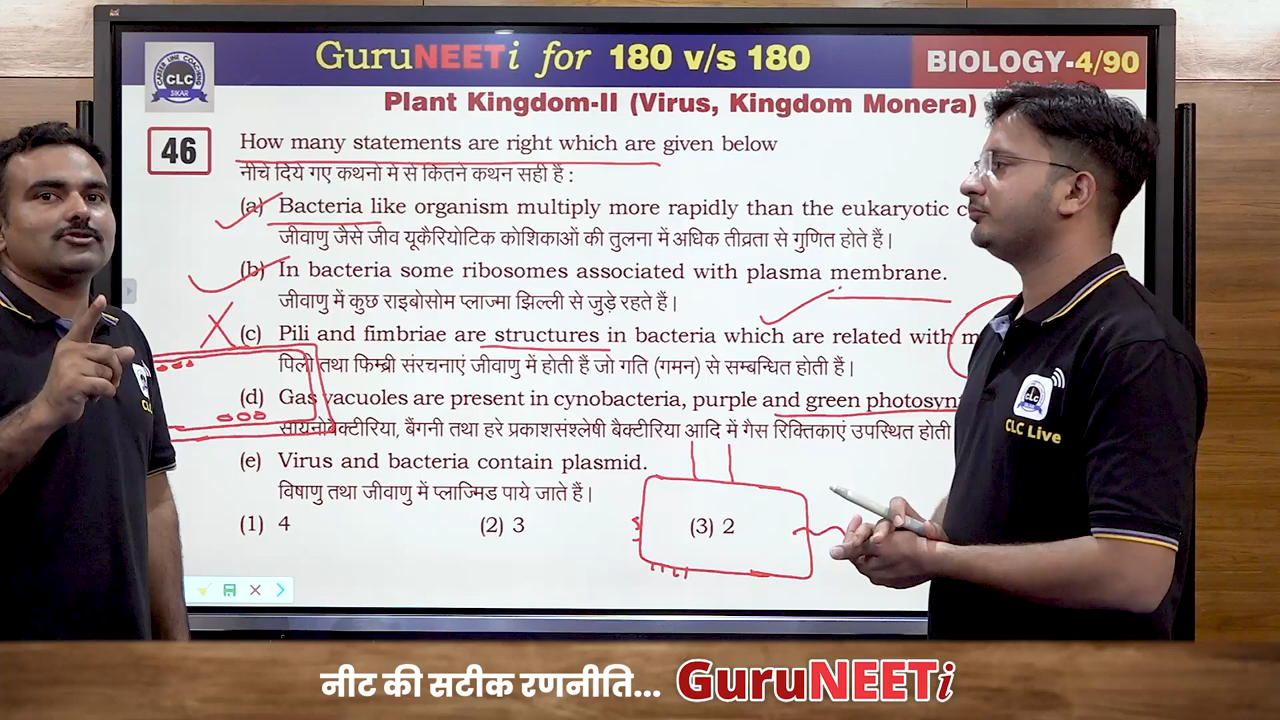 GuruNEETi for 180 v/s 180
BIOLOGY-4/90
CLC
SIKAR
Plant Kingdom-II (Virus, Kingdom Monera)
46
How many statements are right which are given below
नीचे दिये गए कथनो में से कितने कथन सही हैं :
(a) Bacteria like organism multiply more rapidly than the eukaryotic
जीवाणु जैसे जीव यूकैरियोटिक कोशिकाओं की तुलना में अधिक तीव्रता से गुणित होते हैं।
(b) In bacteria some ribosomes associated with plasma membrane.
जीवाणु में कुछ राइबोसोम प्लाज्मा झिल्ली से जुड़े रहते हैं।
(c) Pili and fimbriae are structures in bacteria which are related with
पिली तथा फिम्ब्री संरचनाएं जीवाणु में होती हैं जो गति (गमन) से सम्बन्धित होती हैं।
(d) Gas vacuoles are present in cynobacteria, purple and green
सायनोबैक्टीरिया, बैंगनी तथा हरे प्रकाशसंश्लेषी बैक्टीरिया आदि में गैस रिक्तिकाएं उपस्थित होती
(e) Virus and bacteria contain plasmid.
विषाणु तथा जीवाणु में प्लाज्मिड पाये जाते हैं।
(1) 4 (2) 3 (3) 2
CLC Live
नीट की सटीक रणनीति... GuruNEETi